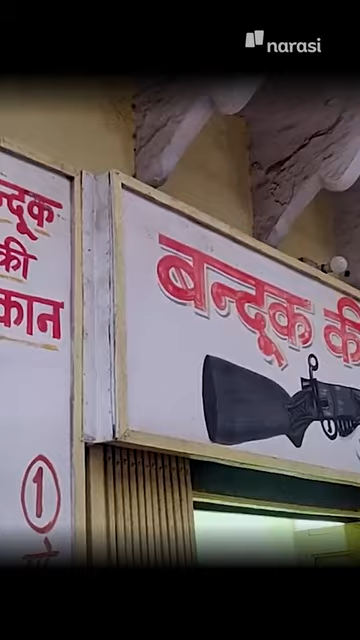 narasi
न्दूक
की
कान
बन्दूक की
1